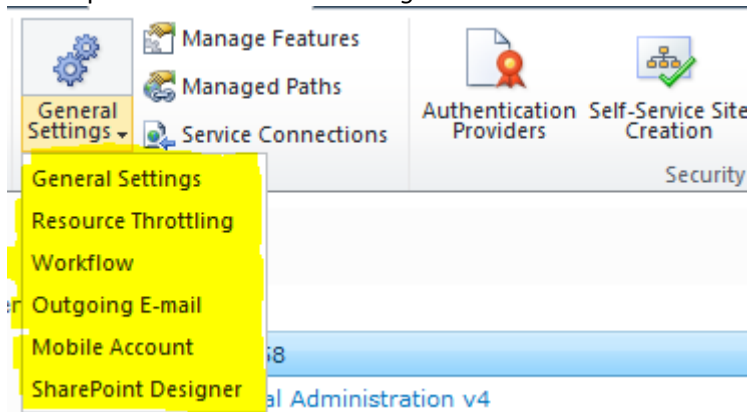 Manage Features
Managed Paths
Service Connections
General
Settings
Authentication
Providers
Self-Service Site
Creation
Security
General Settings
Resource Throttling
Workflow
Outgoing E-mail
Mobile Account
SharePoint Designer
Administration v4